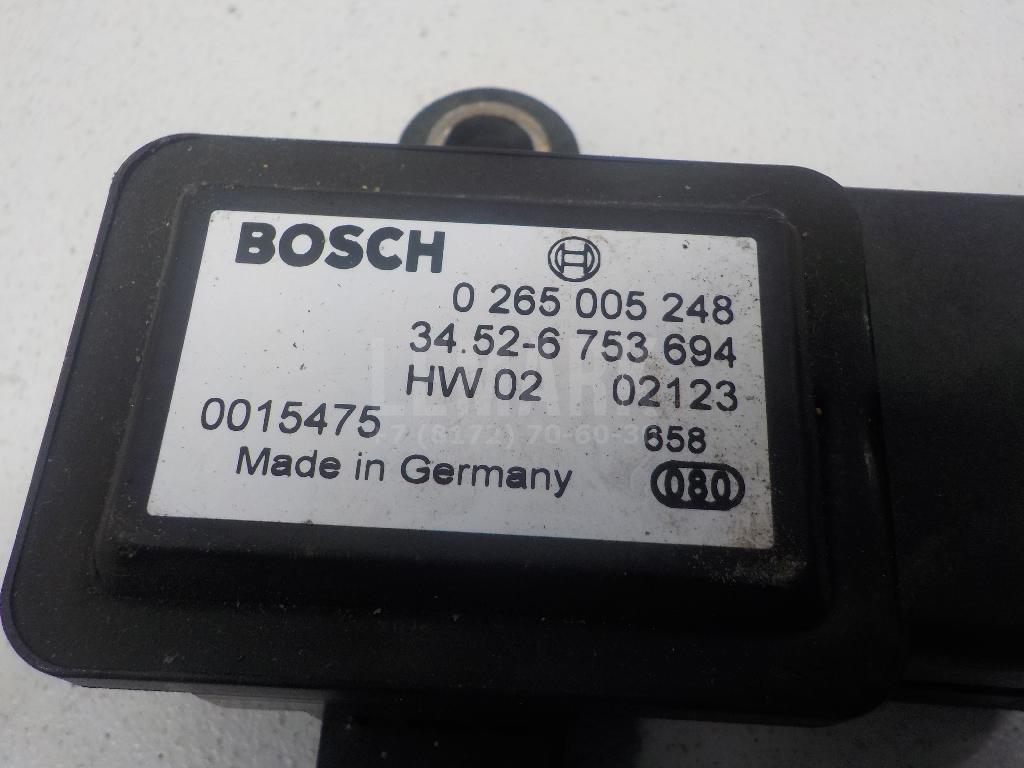 BOSCH
0 265 005 248
34.52-6 753 694
HW 02 02123
0015475 658
Made in Germany 080